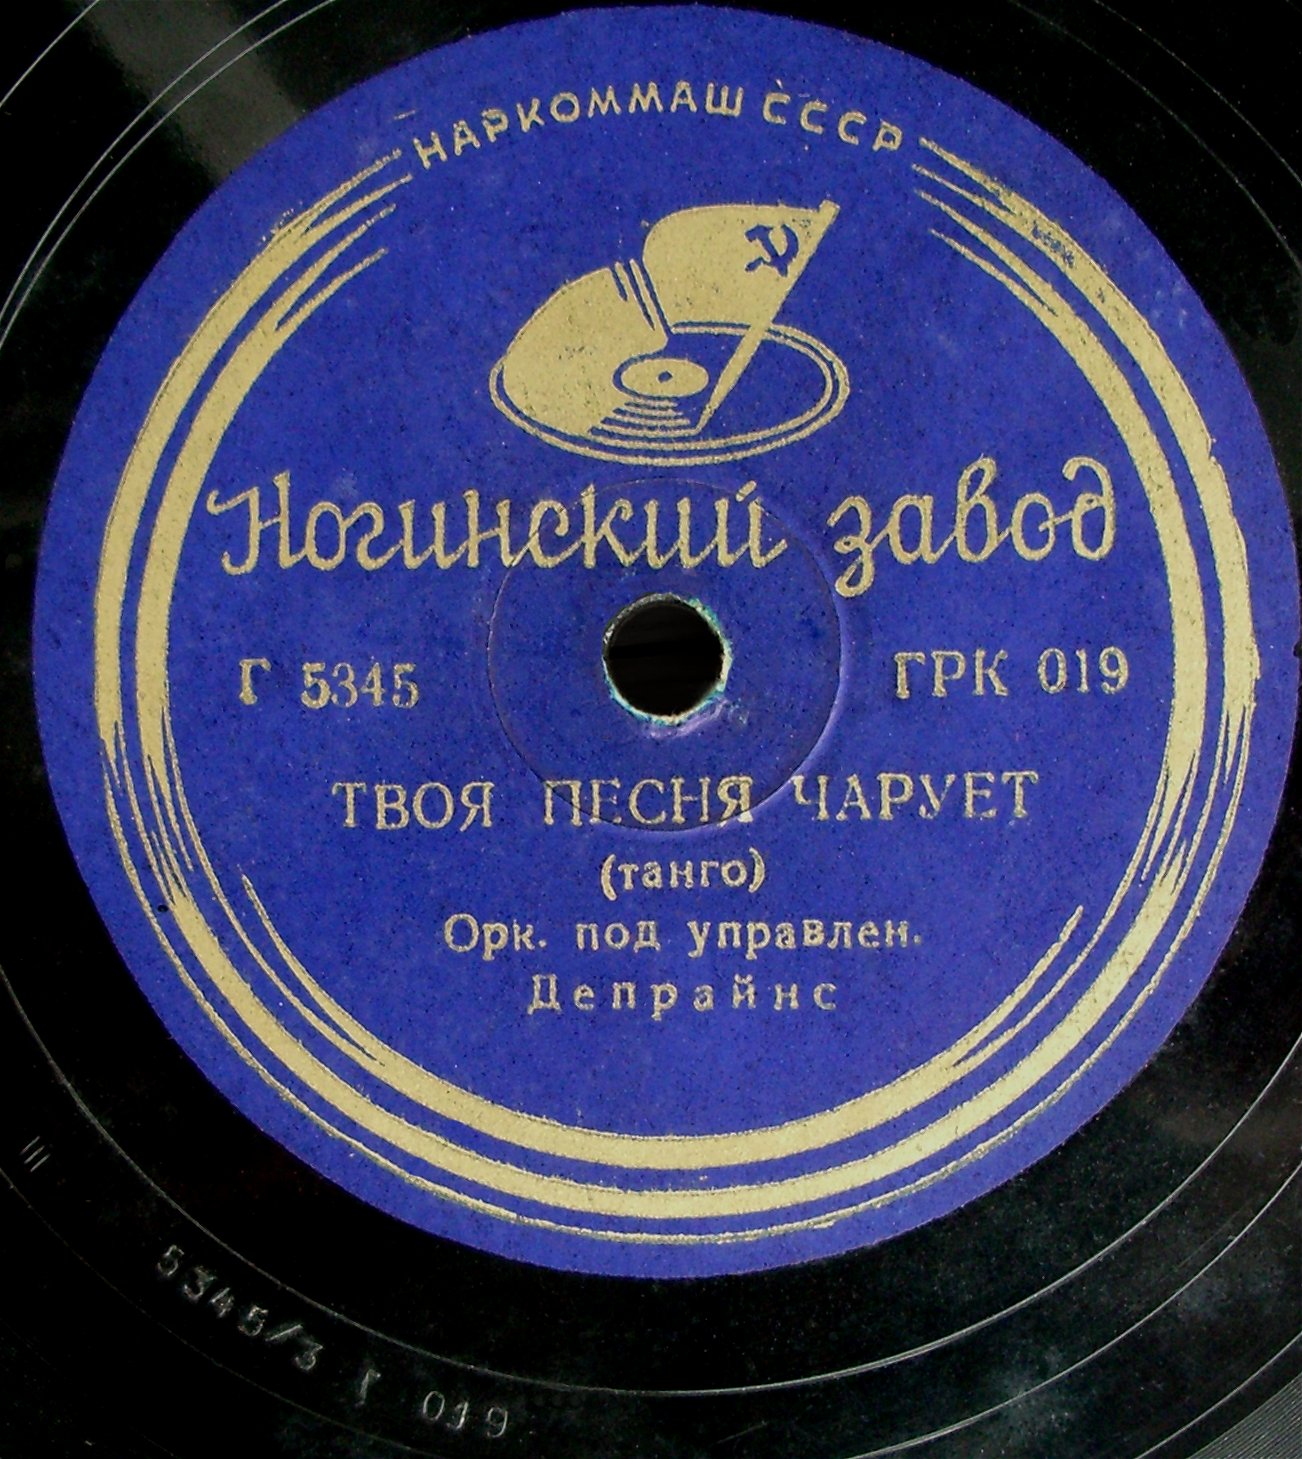 НАРКОММАШ СССР
Ногинский завод
Г 5345 ГРК 019
ТВОЯ ПЕСНЯ ЧАРУЕТ
(танго)
Орк. под управлен.
Депрайнс
5345/3 Г 019